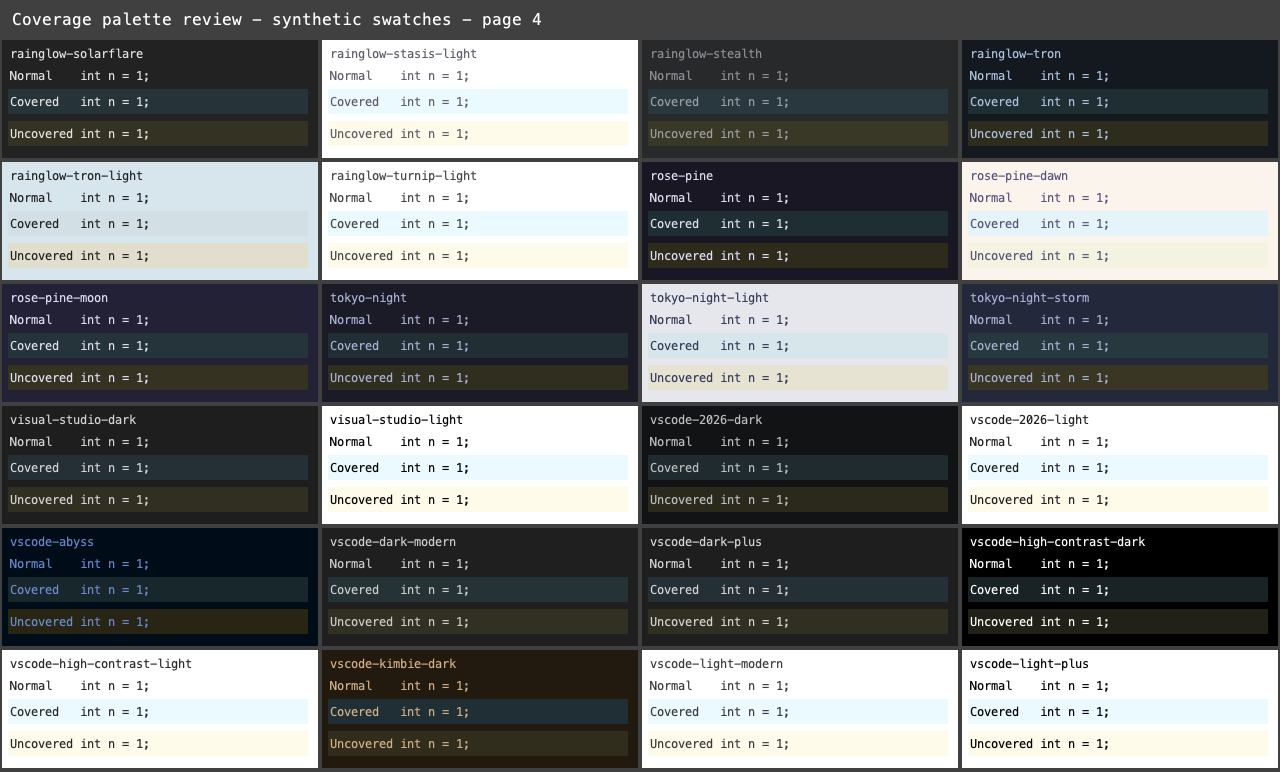 Coverage palette review — synthetic swatches — page 4
rainglow-solarflare
Normal    int n = 1;
Covered   int n = 1;
Uncovered int n = 1;
rainglow-stasis-light
Normal    int n = 1;
Covered   int n = 1;
Uncovered int n = 1;
rainglow-stealth
Normal    int n = 1;
Covered   int n = 1;
Uncovered int n = 1;
rainglow-tron
Normal    int n = 1;
Covered   int n = 1;
Uncovered int n = 1;
rainglow-tron-light
Normal    int n = 1;
Covered   int n = 1;
Uncovered int n = 1;
rainglow-turnip-light
Normal    int n = 1;
Covered   int n = 1;
Uncovered int n = 1;
rose-pine
Normal    int n = 1;
Covered   int n = 1;
Uncovered int n = 1;
rose-pine-dawn
Normal    int n = 1;
Covered   int n = 1;
Uncovered int n = 1;
rose-pine-moon
Normal    int n = 1;
Covered   int n = 1;
Uncovered int n = 1;
tokyo-night
Normal    int n = 1;
Covered   int n = 1;
Uncovered int n = 1;
tokyo-night-light
Normal    int n = 1;
Covered   int n = 1;
Uncovered int n = 1;
tokyo-night-storm
Normal    int n = 1;
Covered   int n = 1;
Uncovered int n = 1;
visual-studio-dark
Normal    int n = 1;
Covered   int n = 1;
Uncovered int n = 1;
visual-studio-light
Normal    int n = 1;
Covered   int n = 1;
Uncovered int n = 1;
vscode-2026-dark
Normal    int n = 1;
Covered   int n = 1;
Uncovered int n = 1;
vscode-2026-light
Normal    int n = 1;
Covered   int n = 1;
Uncovered int n = 1;
vscode-abyss
Normal    int n = 1;
Covered   int n = 1;
Uncovered int n = 1;
vscode-dark-modern
Normal    int n = 1;
Covered   int n = 1;
Uncovered int n = 1;
vscode-dark-plus
Normal    int n = 1;
Covered   int n = 1;
Uncovered int n = 1;
vscode-high-contrast-dark
Normal    int n = 1;
Covered   int n = 1;
Uncovered int n = 1;
vscode-high-contrast-light
Normal    int n = 1;
Covered   int n = 1;
Uncovered int n = 1;
vscode-kimbie-dark
Normal    int n = 1;
Covered   int n = 1;
Uncovered int n = 1;
vscode-light-modern
Normal    int n = 1;
Covered   int n = 1;
Uncovered int n = 1;
vscode-light-plus
Normal    int n = 1;
Covered   int n = 1;
Uncovered int n = 1;